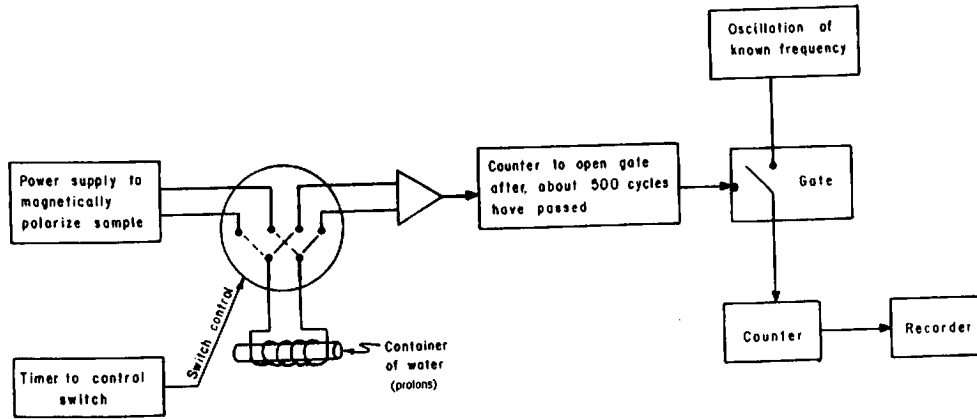 Oscillation of
known frequency
Power supply to
magnetically
polarize sample
Counter to open gate
after, about 500 cycles
have passed
Gate
Switch control
Container
of water
(protons)
Counter
Recorder
Timer to control
switch